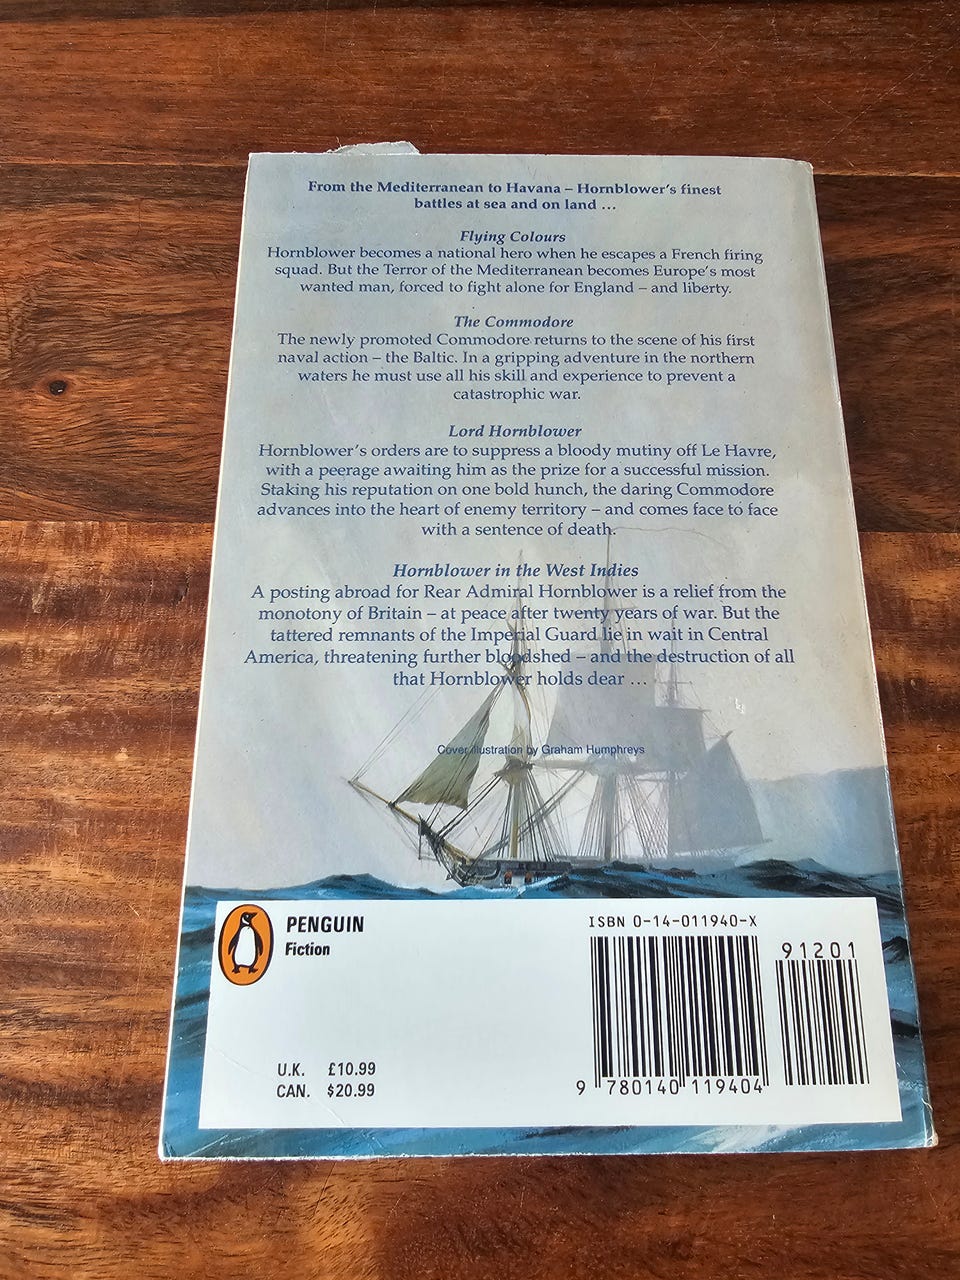 From the Mediterranean to Havana – Hornblower's finest
battles at sea and on land ...
Flying Colours
Hornblower becomes a national hero when he escapes a French firing
squad. But the Terror of the Mediterranean becomes Europe's most
wanted man, forced to fight alone for England – and liberty.
The Commodore
The newly promoted Commodore returns to the scene of his first
naval action – the Baltic. In a gripping adventure in the northern
waters he must use all his skill and experience to prevent a
catastrophic war.
Lord Hornblower
Hornblower's orders are to suppress a bloody mutiny off Le Havre,
with a peerage awaiting him as the prize for a successful mission.
Staking his reputation on one bold hunch, the daring Commodore
advances into the heart of enemy territory – and comes face to face
with a sentence of death.
Hornblower in the West Indies
A posting abroad for Rear Admiral Hornblower is a relief from the
monotony of Britain – at peace after twenty years of war. But the
tattered remnants of the Imperial Guard lie in wait in Central
America, threatening further bloodshed – and the destruction of all
that Hornblower holds dear ...
Cover illustration by Graham Humphreys
PENGUIN
Fiction
U.K. £10.99
CAN. $20.99
ISBN 0-14-011940-X
91201
9 780140 119404